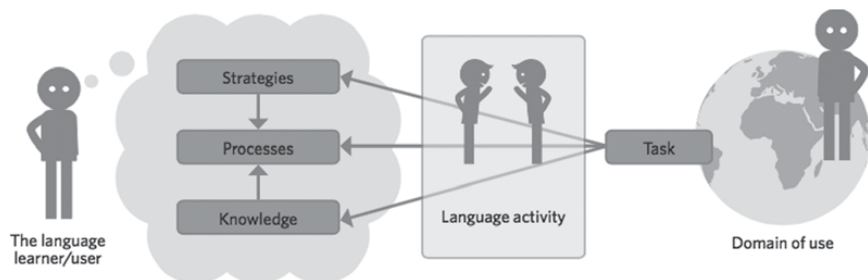 Strategies
Processes
Knowledge
The language
learner/user
Language activity
Task
Domain of use